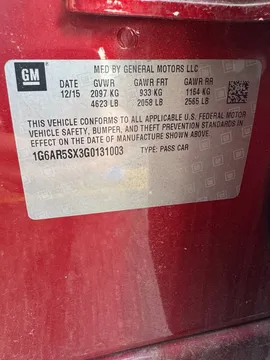 GM
MFD BY GENERAL MOTORS LLC
DATE GVWR GAWR FRT GAWR RR
12/15 2097 KG 933 KG 1164 KG
4623 LB 2058 LB 2565 LB
THIS VEHICLE CONFORMS TO ALL APPLICABLE U.S. FEDERAL MOTOR
VEHICLE SAFETY, BUMPER, AND THEFT PREVENTION STANDARDS
IN EFFECT ON THE DATE OF MANUFACTURE SHOWN ABOVE.
1G6AR5SX3G0131003 TYPE: PASS CAR